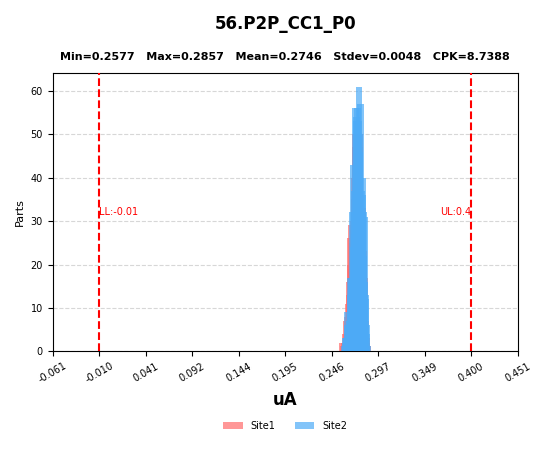 56.P2P_CC1_P0
Min=0.2577 Max=0.2857 Mean=0.2746 Stdev=0.0048 CPK=8.7388
60
50
40
30
20
10
0
Parts
LL:-0.01
UL:0.4
-0.061 -0.010 0.041 0.092 0.144 0.195 0.246 0.297 0.349 0.400 0.451
uA
Site1 Site2